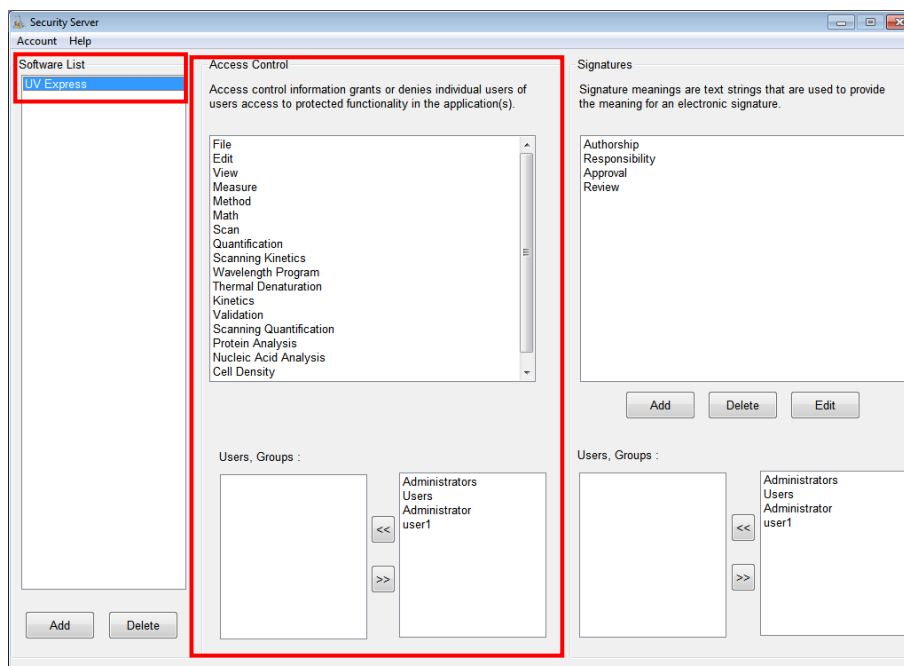 Security Server
Account Help
Software List
UV Express
Add
Delete
Access Control
Access control information grants or denies individual users of
users access to protected functionality in the application(s).
File
Edit
View
Measure
Method
Math
Scan
Quantification
Scanning Kinetics
Wavelength Program
Thermal Denaturation
Kinetics
Validation
Scanning Quantification
Protein Analysis
Nucleic Acid Analysis
Cell Density
Users, Groups :
<<
>>
Administrators
Users
Administrator
user1
Signatures
Signature meanings are text strings that are used to provide
the meaning for an electronic signature.
Authorship
Responsibility
Approval
Review
Add
Delete
Edit
Users, Groups :
<<
>>
Administrators
Users
Administrator
user1